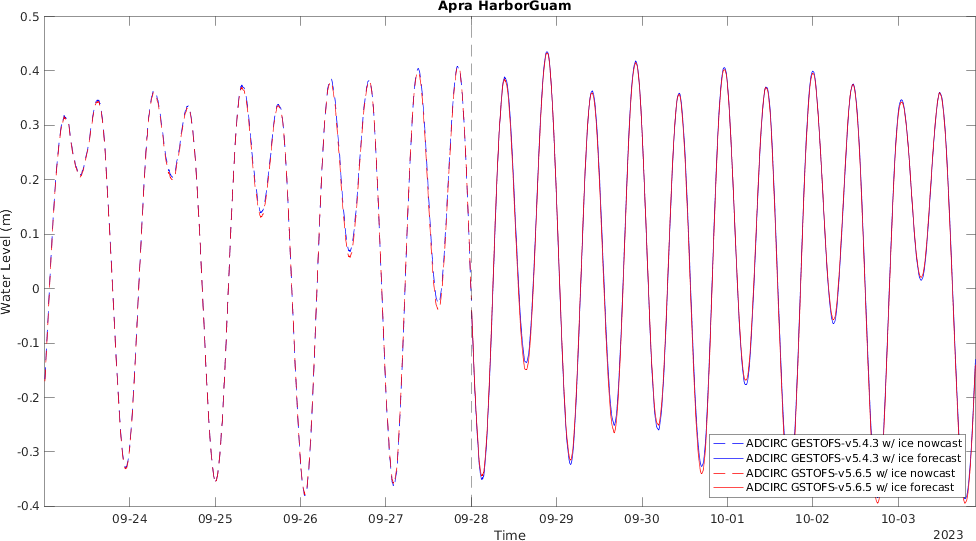 Apra HarborGuam
0.5
0.4
0.3
0.2
0.1
0
-0.1
-0.2
-0.3
-0.4
Water Level (m)
ADCIRC GESTOFS-v5.4.3 w/ ice nowcast
ADCIRC GESTOFS-v5.4.3 w/ ice forecast
ADCIRC GSTOFS-v5.6.5 w/ ice nowcast
ADCIRC GSTOFS-v5.6.5 w/ ice forecast
09-24 09-25 09-26 09-27 09-28 09-29 09-30 10-01 10-02 10-03
Time
2023